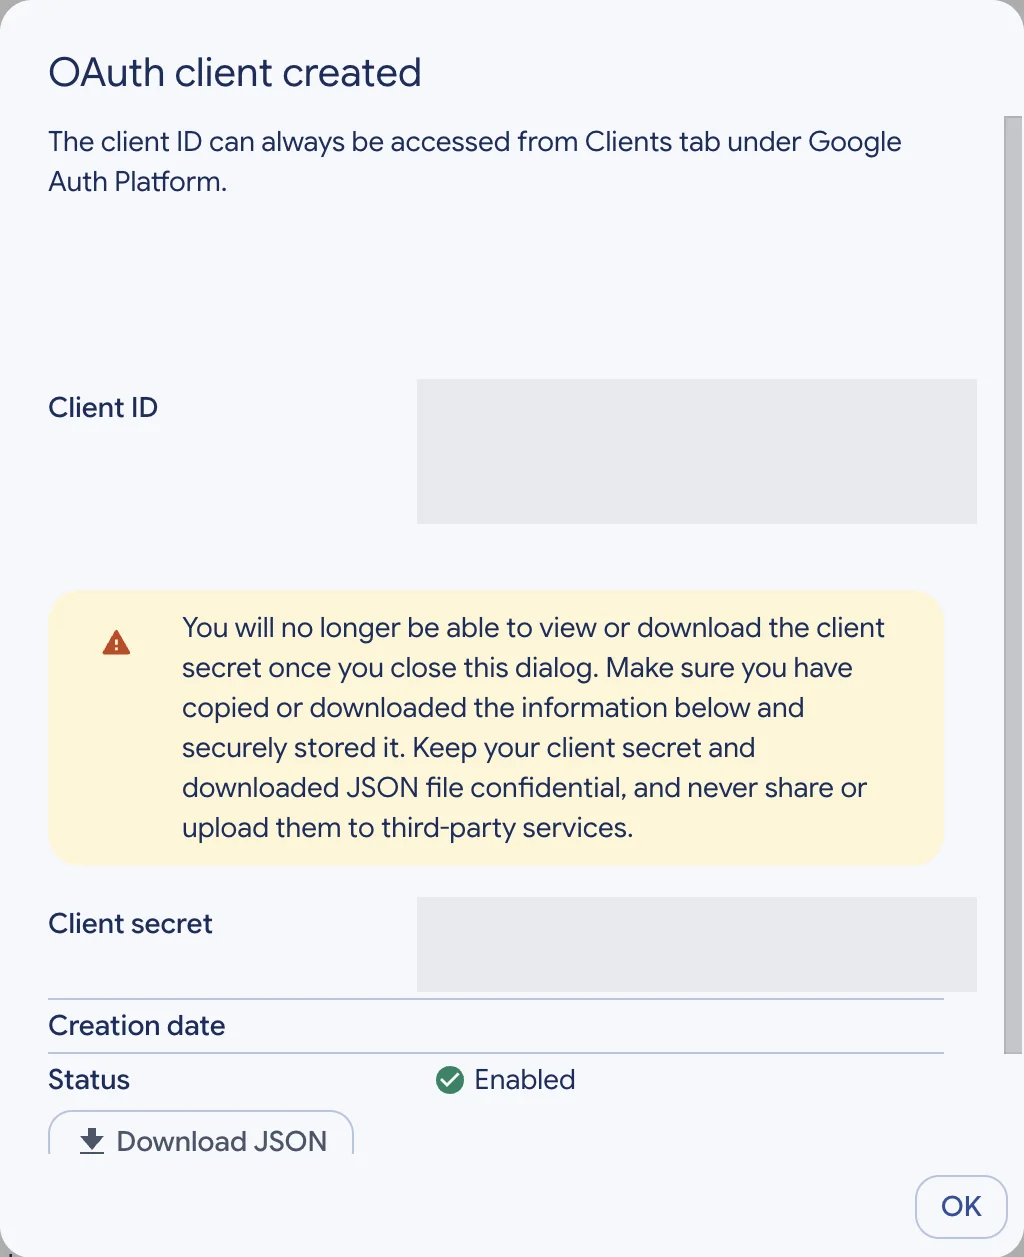 OAuth client created
The client ID can always be accessed from Clients tab under Google
Auth Platform.
Client ID
You will no longer be able to view or download the client
secret once you close this dialog. Make sure you have
copied or downloaded the information below and
securely stored it. Keep your client secret and
downloaded JSON file confidential, and never share or
upload them to third-party services.
Client secret
Creation date
Status Enabled
Download JSON
OK